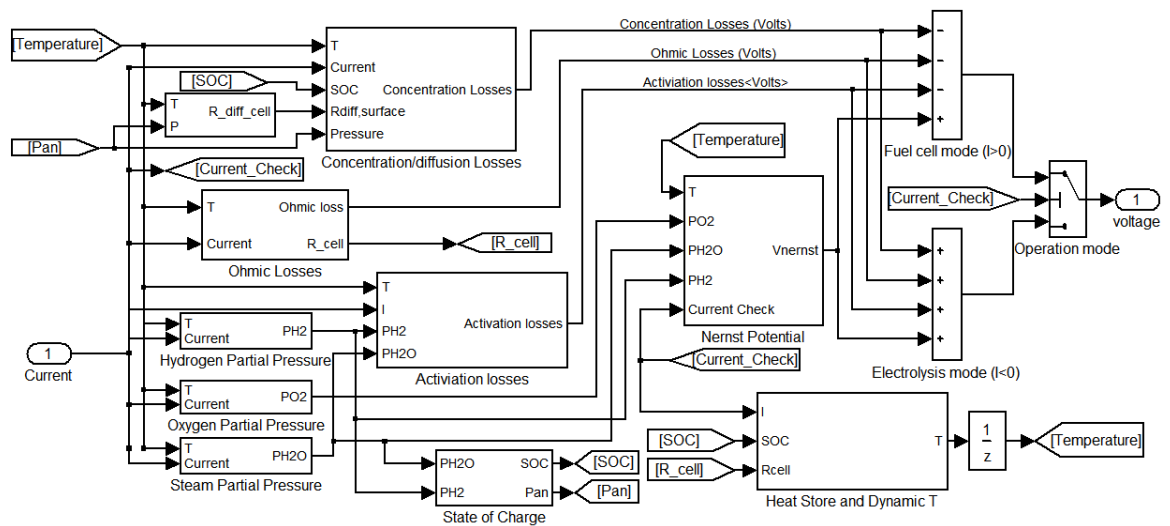 [Temperature]
T
Current
SOC
Rdiff,surface
Pressure
Concentration Losses
Concentration/diffusion Losses
[SOC]
T
P
R_diff_cell
[Pan]
[Current_Check]
T
Current
Ohmic loss
R_cell
Ohmic Losses
[R_cell]
T
I
PH2
PH2O
Activation losses
Activiation losses
1
Current
T
Current
PH2
Hydrogen Partial Pressure
T
Current
PO2
Oxygen Partial Pressure
T
Current
PH2O
Steam Partial Pressure
PH2O
PH2
SOC
Pan
State of Charge
[SOC]
[Pan]
Concentration Losses (Volts)
Ohmic Losses (Volts)
Activiation losses<Volts>
[Temperature]
T
PO2
PH2O
PH2
Current Check
Vnernst
Nernst Potential
[Current_Check]
−
−
−
+
Fuel cell mode (I>0)
[Current_Check]
Operation mode
1
voltage
+
+
+
+
Electrolysis mode (I<0)
[SOC]
[R_cell]
I
SOC
Rcell
T
Heat Store and Dynamic T
1
z
[Temperature]